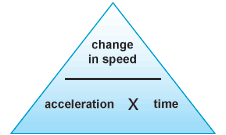 change
in speed
acceleration X time